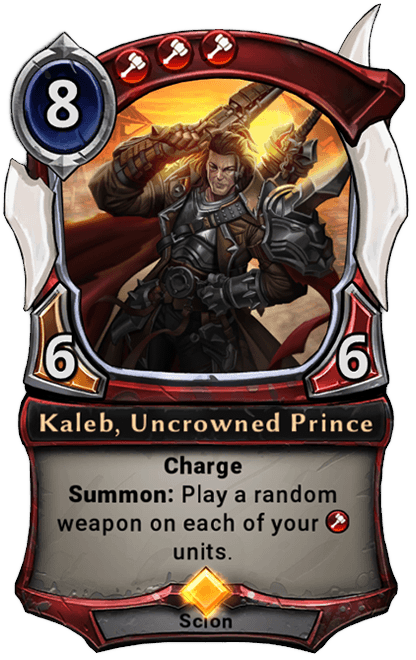 8
6
6
Kaleb, Uncrowned Prince
Charge
Summon: Play a random
weapon on each of your
units.
Scion